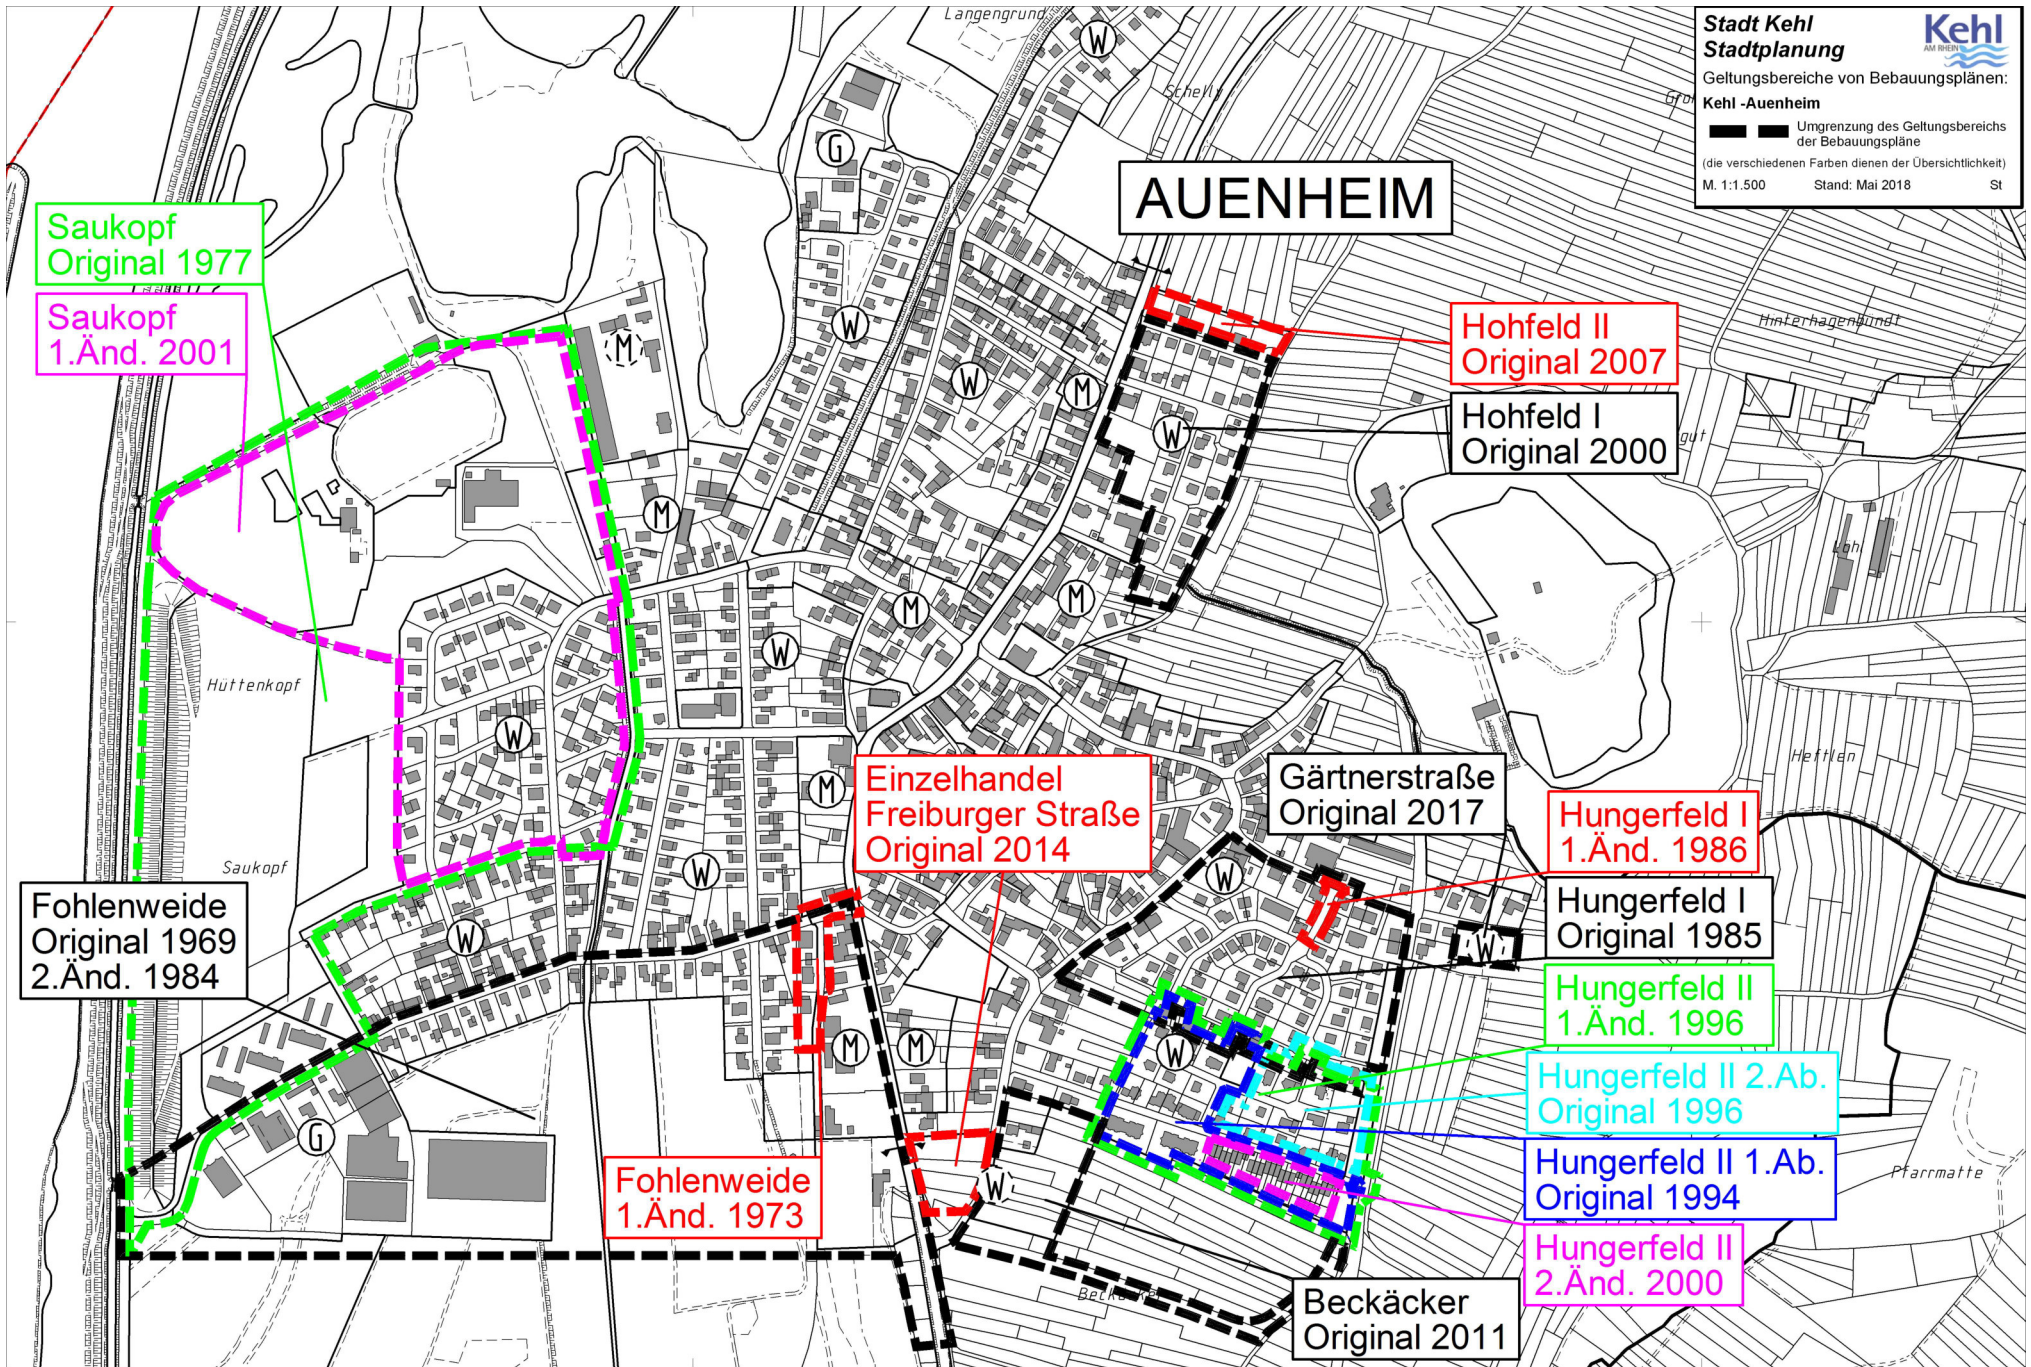 Stadt Kehl
Stadtplanung
Kehl
AM RHEIN
Geltungsbereiche von Bebauungsplänen:
Kehl -Auenheim
Umgrenzung des Geltungsbereichs
der Bebauungspläne
(die verschiedenen Farben dienen der Übersichtlichkeit)
M. 1:1.500 Stand: Mai 2018 St
Langengrund
W
Schelly
G
AUENHEIM
Saukopf
Original 1977
Saukopf
1.Änd. 2001
M
W
W
M
W
Hohfeld II
Original 2007
Hohfeld I
Original 2000
Hinterhagenbündt
gut
M
M
M
W
Hüttenkopf
W
Heftlen
M
Einzelhandel
Freiburger Straße
Original 2014
Gärtnerstraße
Original 2017
Hungerfeld I
1.Änd. 1986
Saukopf
W
W
Fohlenweide
Original 1969
2.Änd. 1984
W
Hungerfeld I
Original 1985
W
Hungerfeld II
1.Änd. 1996
M
M
W
Hungerfeld II 2.Ab.
Original 1996
G
Hungerfeld II 1.Ab.
Original 1994
Pfarrmatte
Fohlenweide
1.Änd. 1973
W
Hungerfeld II
2.Änd. 2000
Beckäcker
Original 2011